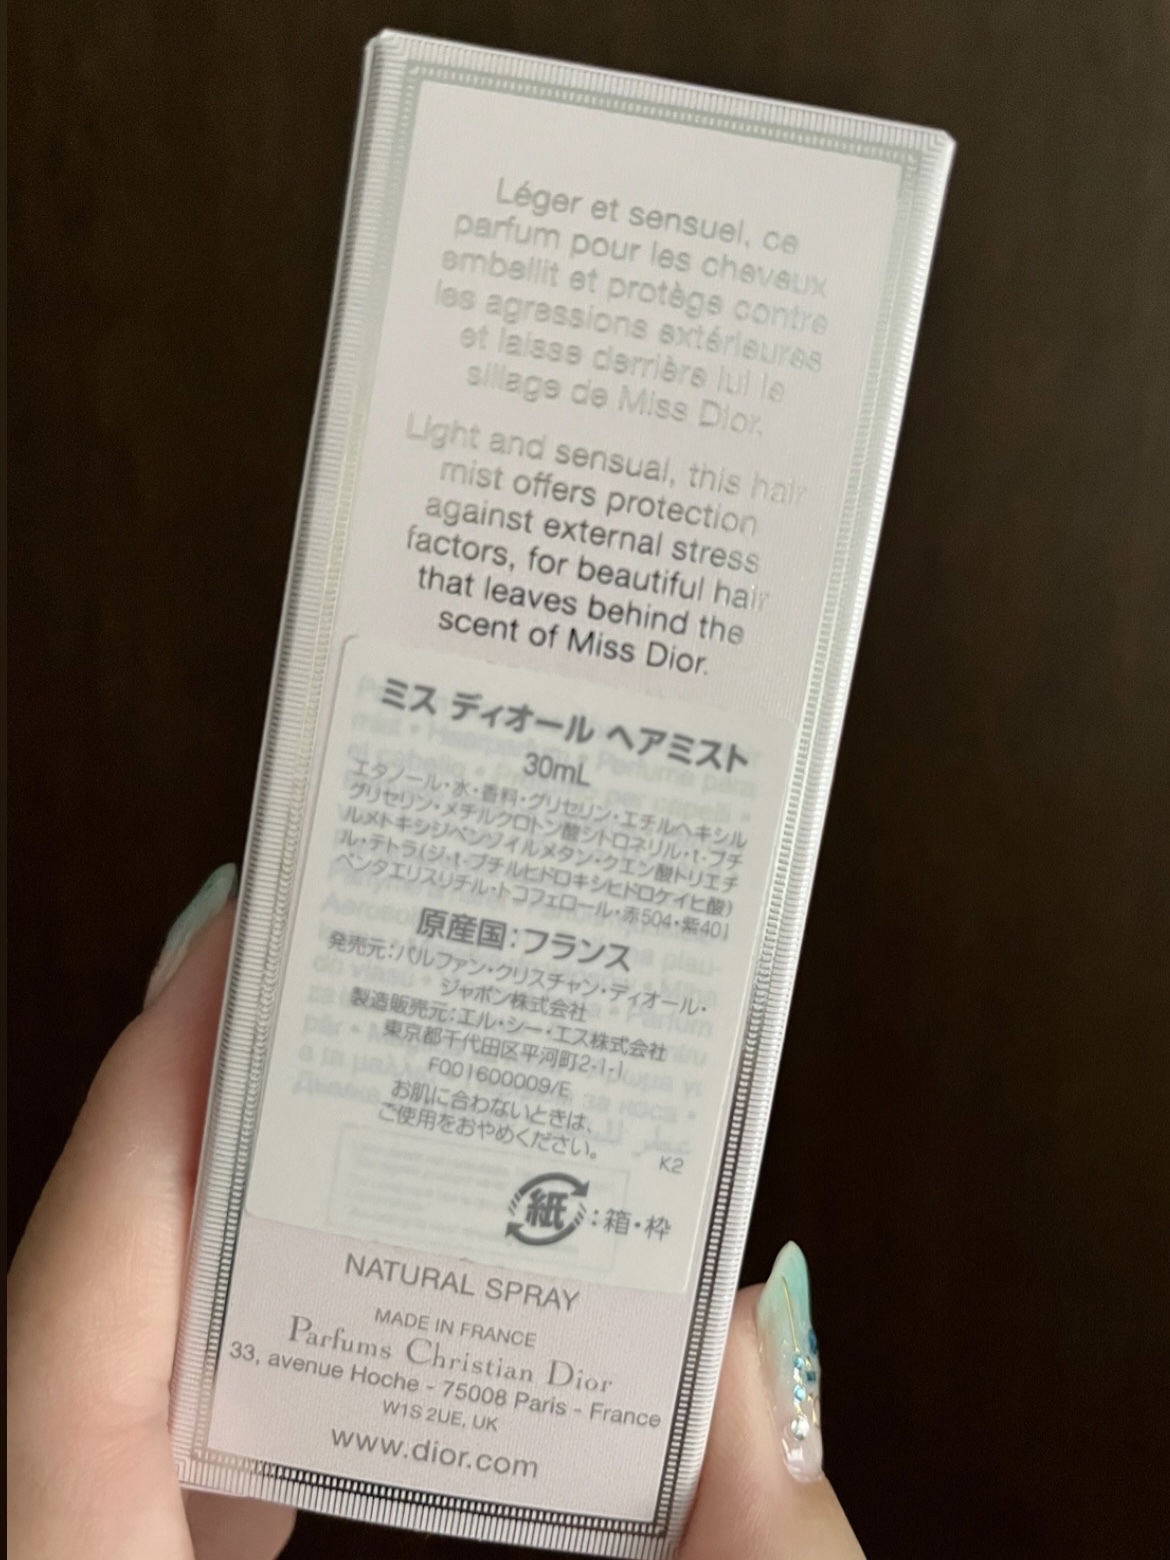 Léger et sensuel, ce
parfum pour les cheveux
embellit et protège contre
les agressions extérieures
et laisse derrière lui le
sillage de Miss Dior.
Light and sensual, this hair
mist offers protection
against external stress
factors, for beautiful hair
that leaves behind the
scent of Miss Dior.
ミス ディオール ヘアミスト
30mL
エタノール・水・香料・グリセリン・エチルヘキシル
グリセリン・メチルクロトン酸シトロネリル・t-ブチ
ルメトキシジベンゾイルメタン・クエン酸トリエチ
ル・テトラ(ジ-t-ブチルヒドロキシヒドロケイヒ酸)
ペンタエリスリチル・トコフェロール・赤504・紫401
原産国:フランス
発売元:パルファン・クリスチャン・ディオール・
ジャポン株式会社
製造販売元:エル・シー・エス株式会社
東京都千代田区平河町2-1-1
F001600009/E
お肌に合わないときは、
ご使用をおやめください。
K2
紙:箱・枠
NATURAL SPRAY
MADE IN FRANCE
Parfums Christian Dior
33, avenue Hoche - 75008 Paris - France
W1S 2UE, UK
www.dior.com